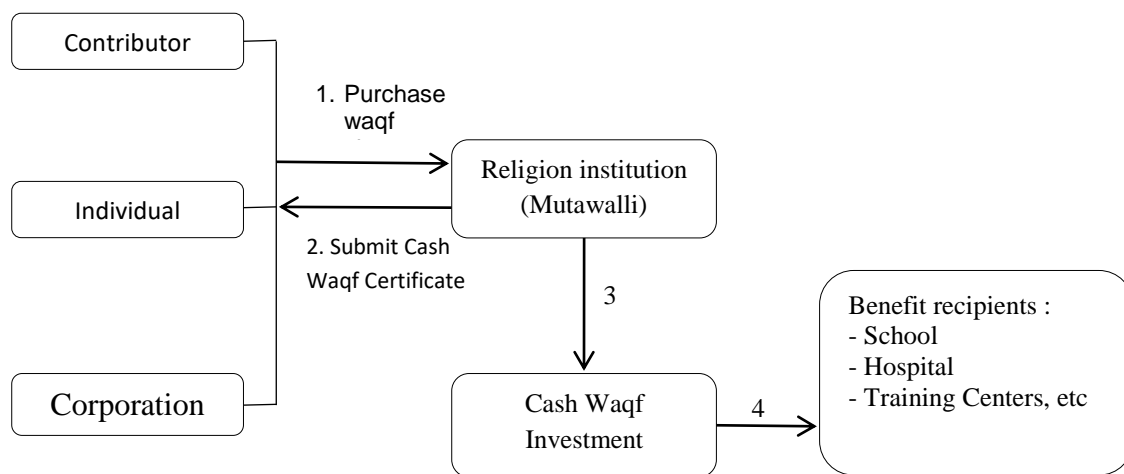 Contributor
1. Purchase
waqf
Religion institution
(Mutawalli)
Individual
2. Submit Cash
Waqf Certificate
3
Benefit recipients :
- School
- Hospital
- Training Centers, etc
Corporation
Cash Waqf
Investment
4